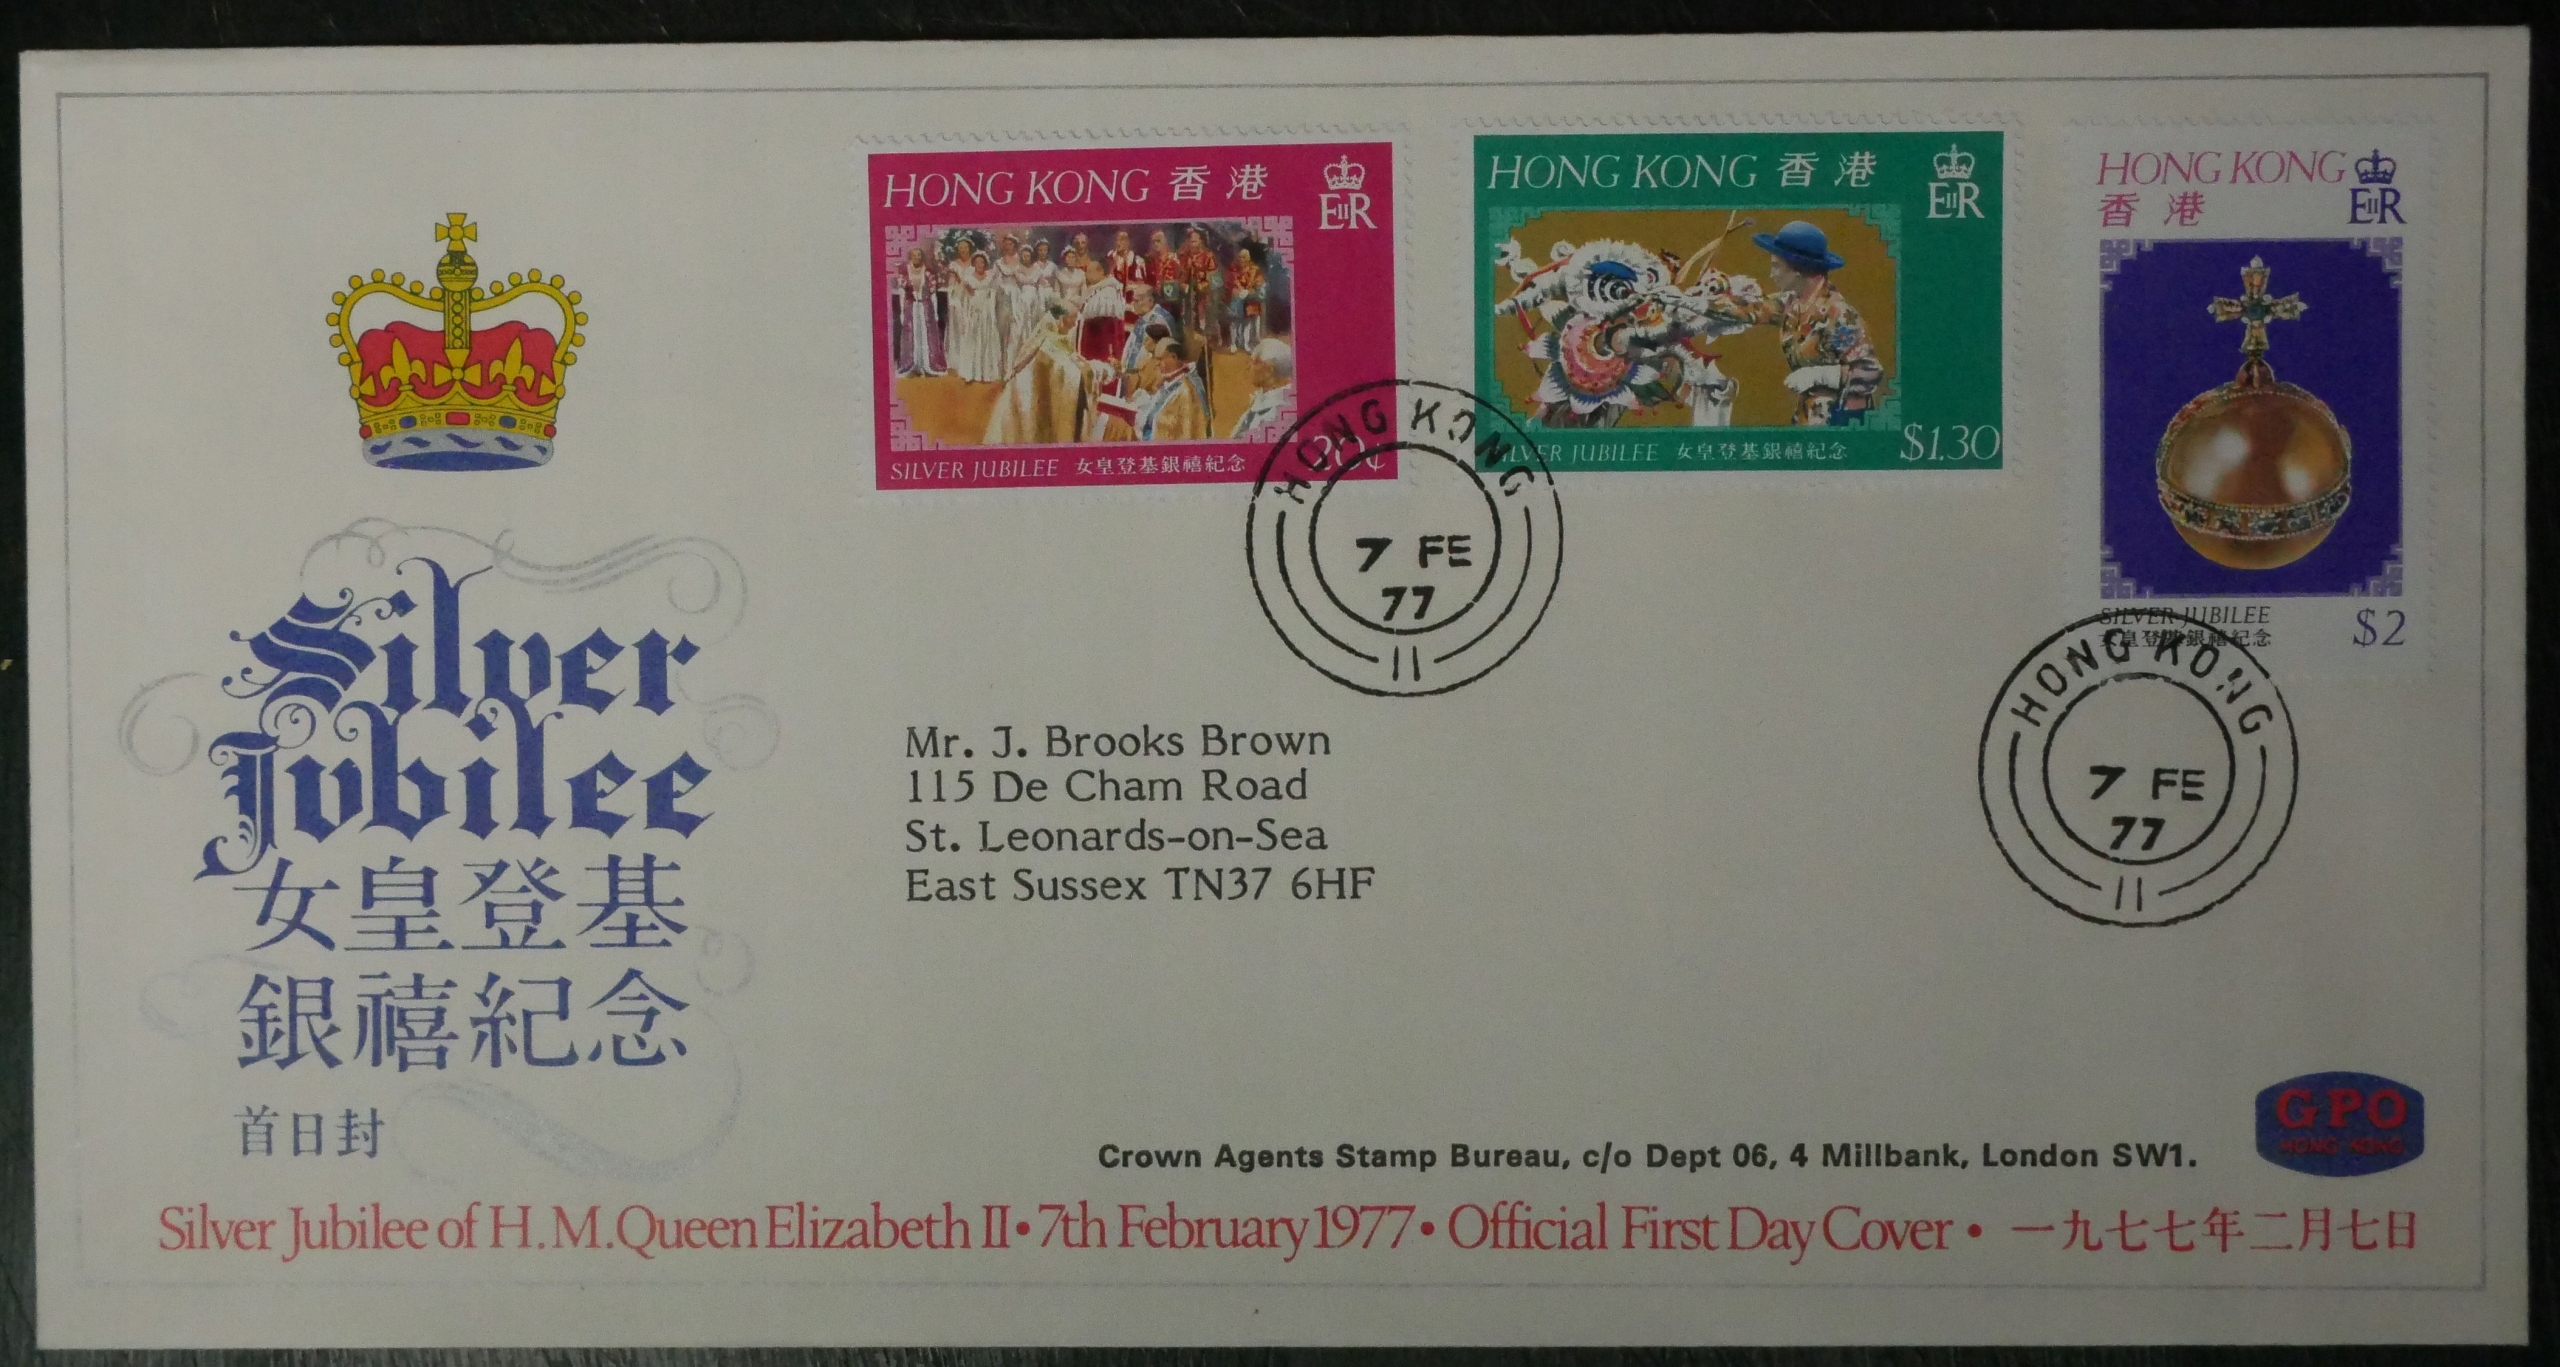 HONG KONG 香港
EIIR
SILVER JUBILEE 女皇登基銀禧紀念 20¢
HONG KONG 香港
EIIR
SILVER JUBILEE 女皇登基銀禧紀念 $1.30
HONG KONG
香港
EIIR
SILVER JUBILEE
女皇登基銀禧紀念
$2
HONG KONG
7 FE
77
11
HONG KONG
7 FE
77
11
Silver
Jubilee
女皇登基
銀禧紀念
首日封
Mr. J. Brooks Brown
115 De Cham Road
St. Leonards-on-Sea
East Sussex TN37 6HF
GPO
HONG KONG
Crown Agents Stamp Bureau, c/o Dept 06, 4 Millbank, London SW1.
Silver Jubilee of H.M.Queen Elizabeth II • 7th February 1977 • Official First Day Cover • 一九七七年二月七日